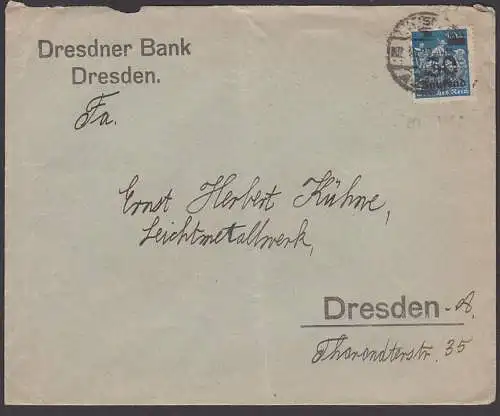 Dresdner Bank
Dresden.
Fa.
Ernst Herbert Kühne,
Leichtmetallwerk,
Dresden-A.
Tharandterstr. 35